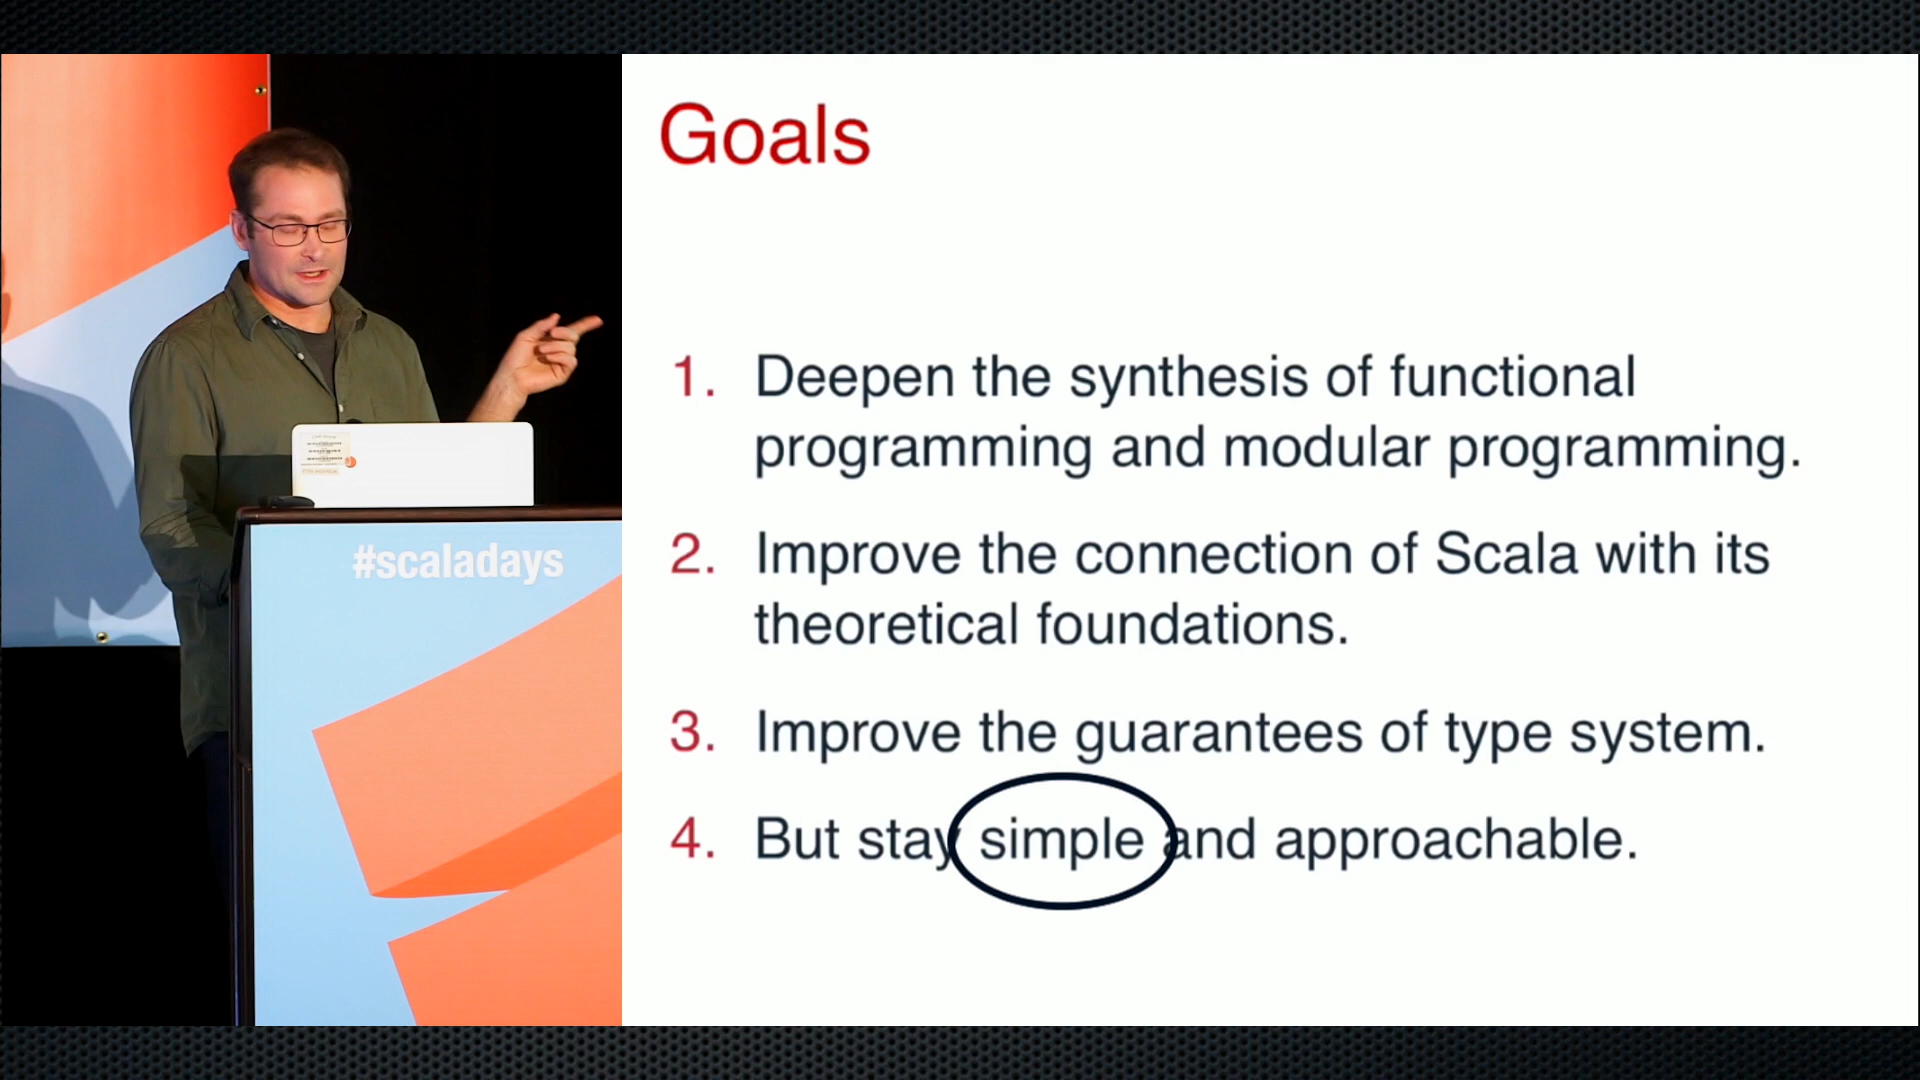 Goals
1. Deepen the synthesis of functional
programming and modular programming.
2. Improve the connection of Scala with its
theoretical foundations.
3. Improve the guarantees of type system.
4. But stay simple and approachable.
#scaladays